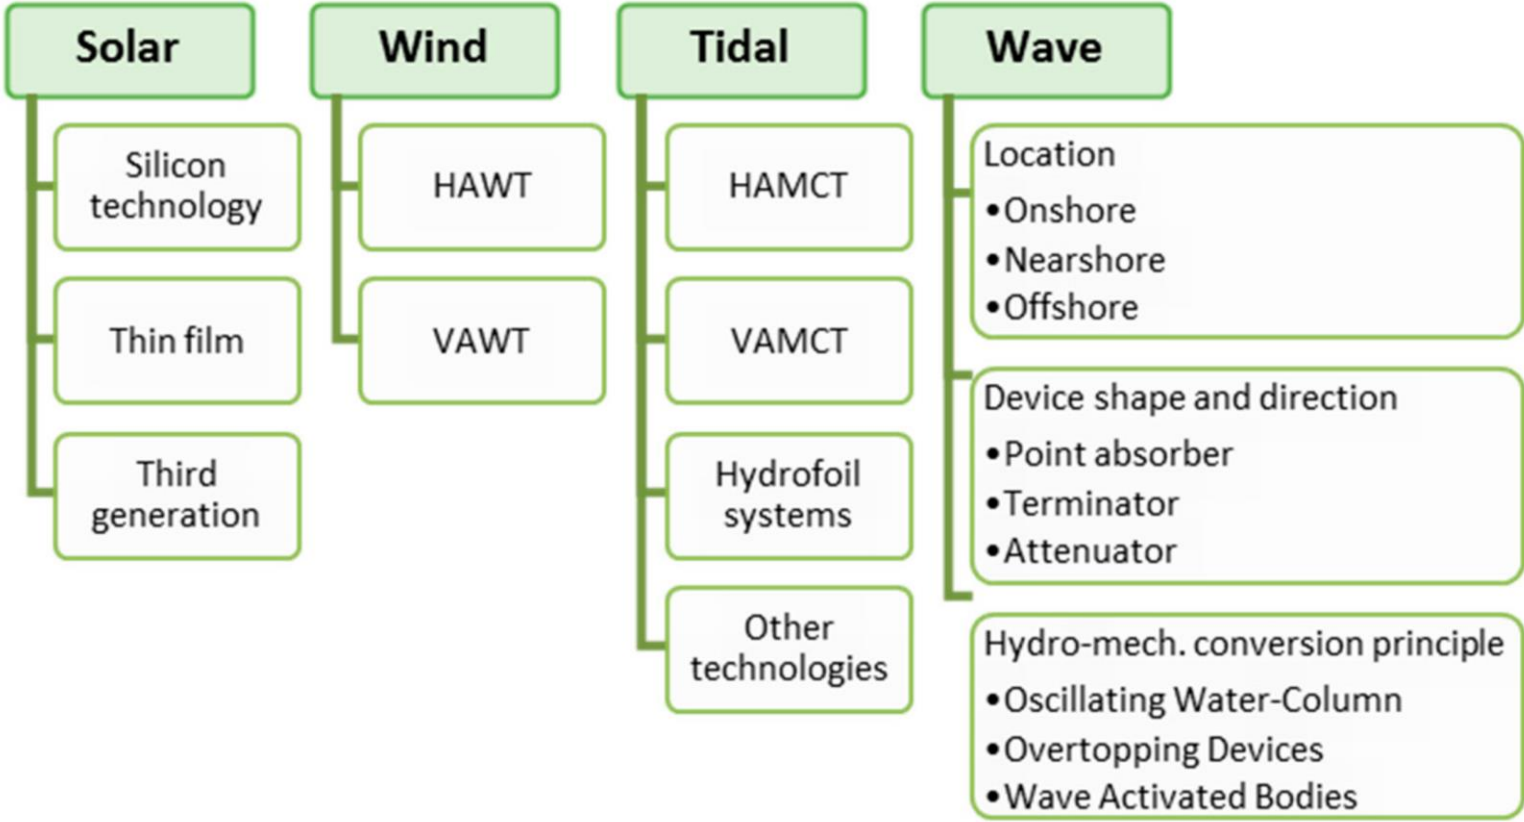 Solar
Silicon
technology
Thin film
Third
generation
Wind
HAWT
VAWT
Tidal
HAMCT
VAMCT
Hydrofoil
systems
Other
technologies
Wave
Location
•Onshore
•Nearshore
•Offshore
Device shape and direction
•Point absorber
•Terminator
•Attenuator
Hydro-mech. conversion principle
•Oscillating Water-Column
•Overtopping Devices
•Wave Activated Bodies